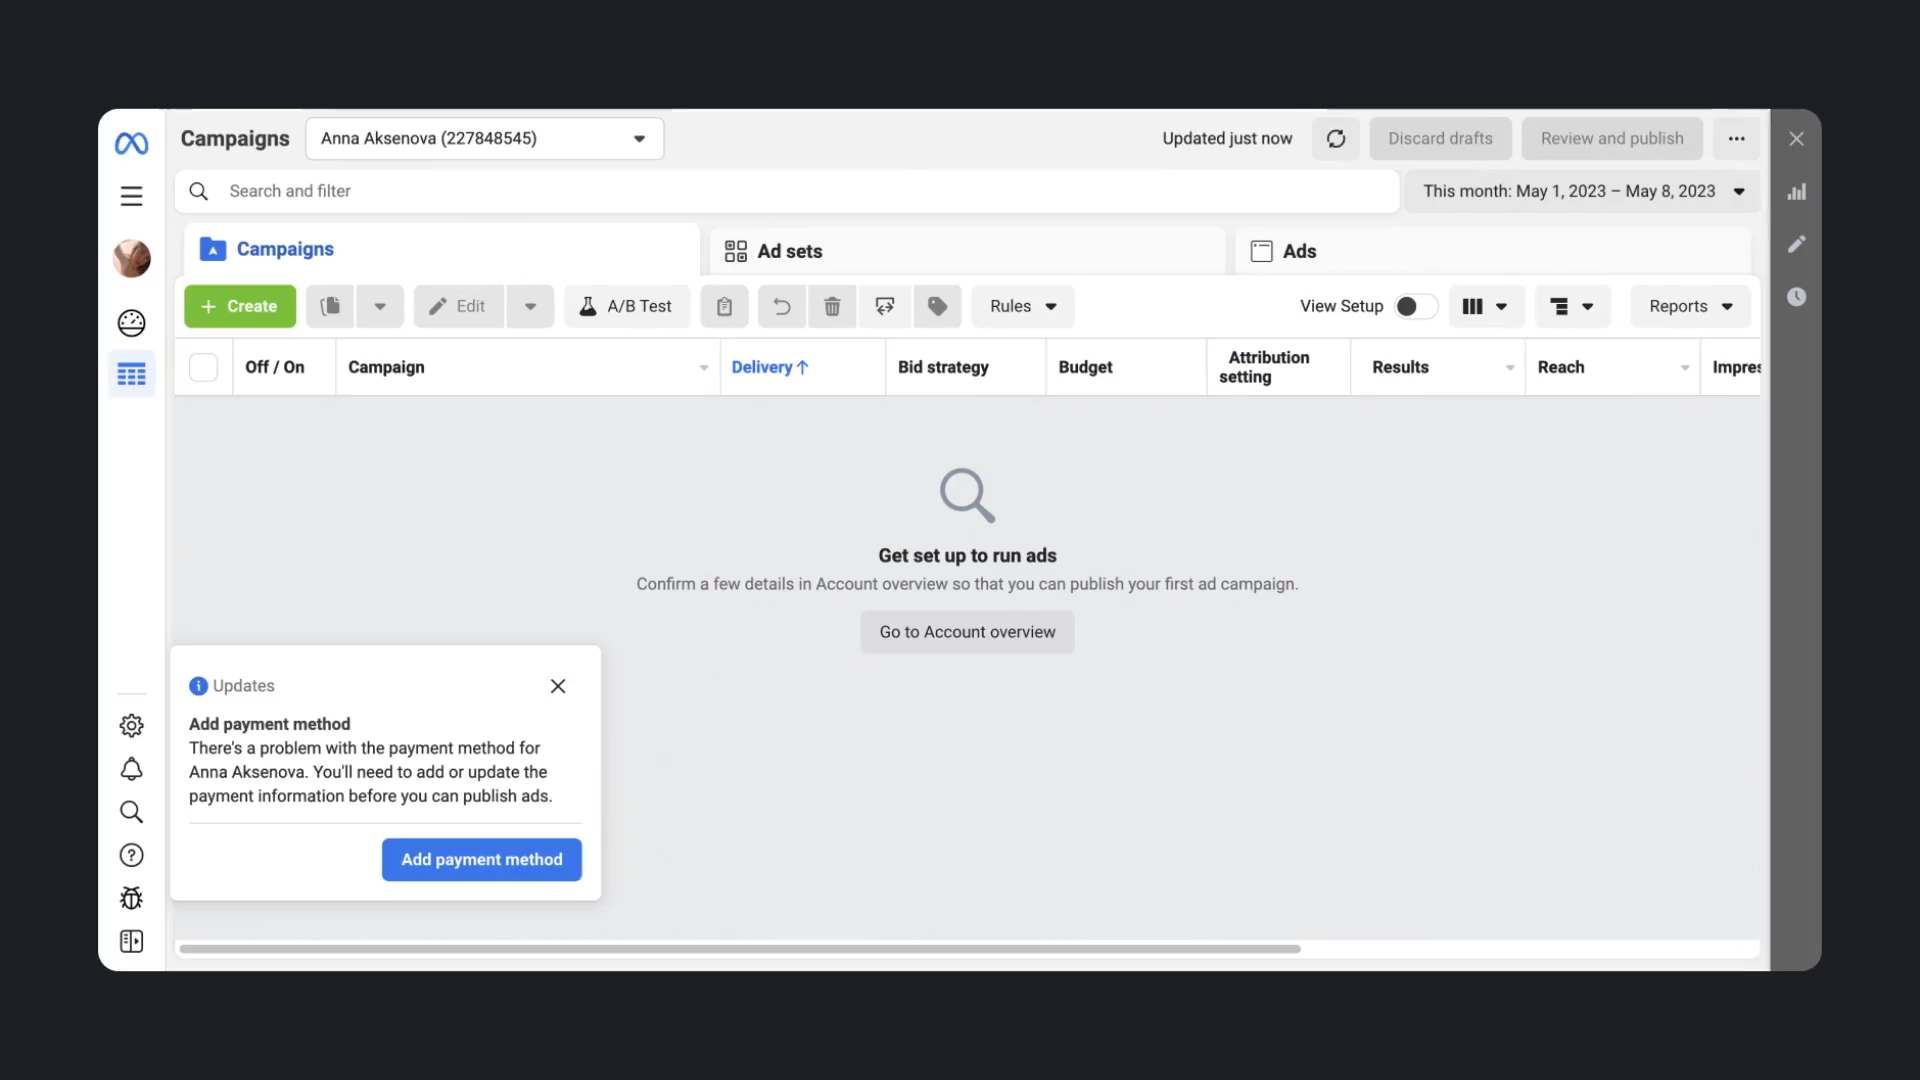 Campaigns
Anna Aksenova (227848545)
Updated just now
Discard drafts
Review and publish
Search and filter
This month: May 1, 2023 – May 8, 2023
Campaigns
Ad sets
Ads
+ Create
Edit
A/B Test
Rules
View Setup
Reports
Off / On
Campaign
Delivery↑
Bid strategy
Budget
Attribution
setting
Results
Reach
Impres
Get set up to run ads
Confirm a few details in Account overview so that you can publish your first ad campaign.
Go to Account overview
Updates
Add payment method
There's a problem with the payment method for
Anna Aksenova. You'll need to add or update the
payment information before you can publish ads.
Add payment method